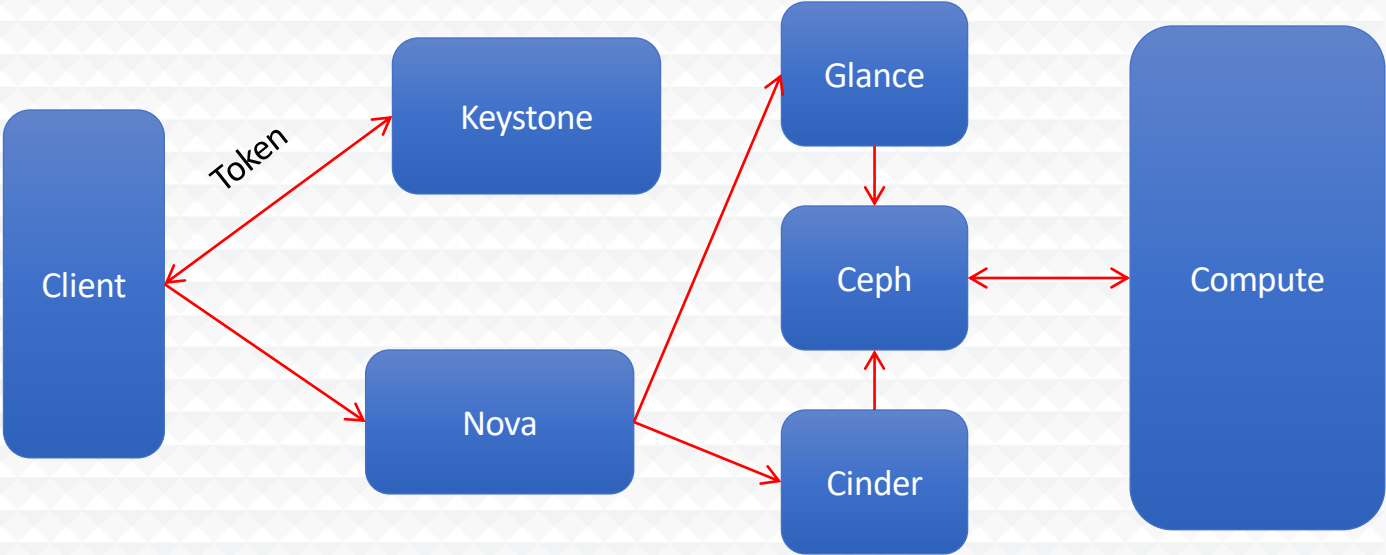 Client
Token
Keystone
Nova
Glance
Ceph
Cinder
Compute